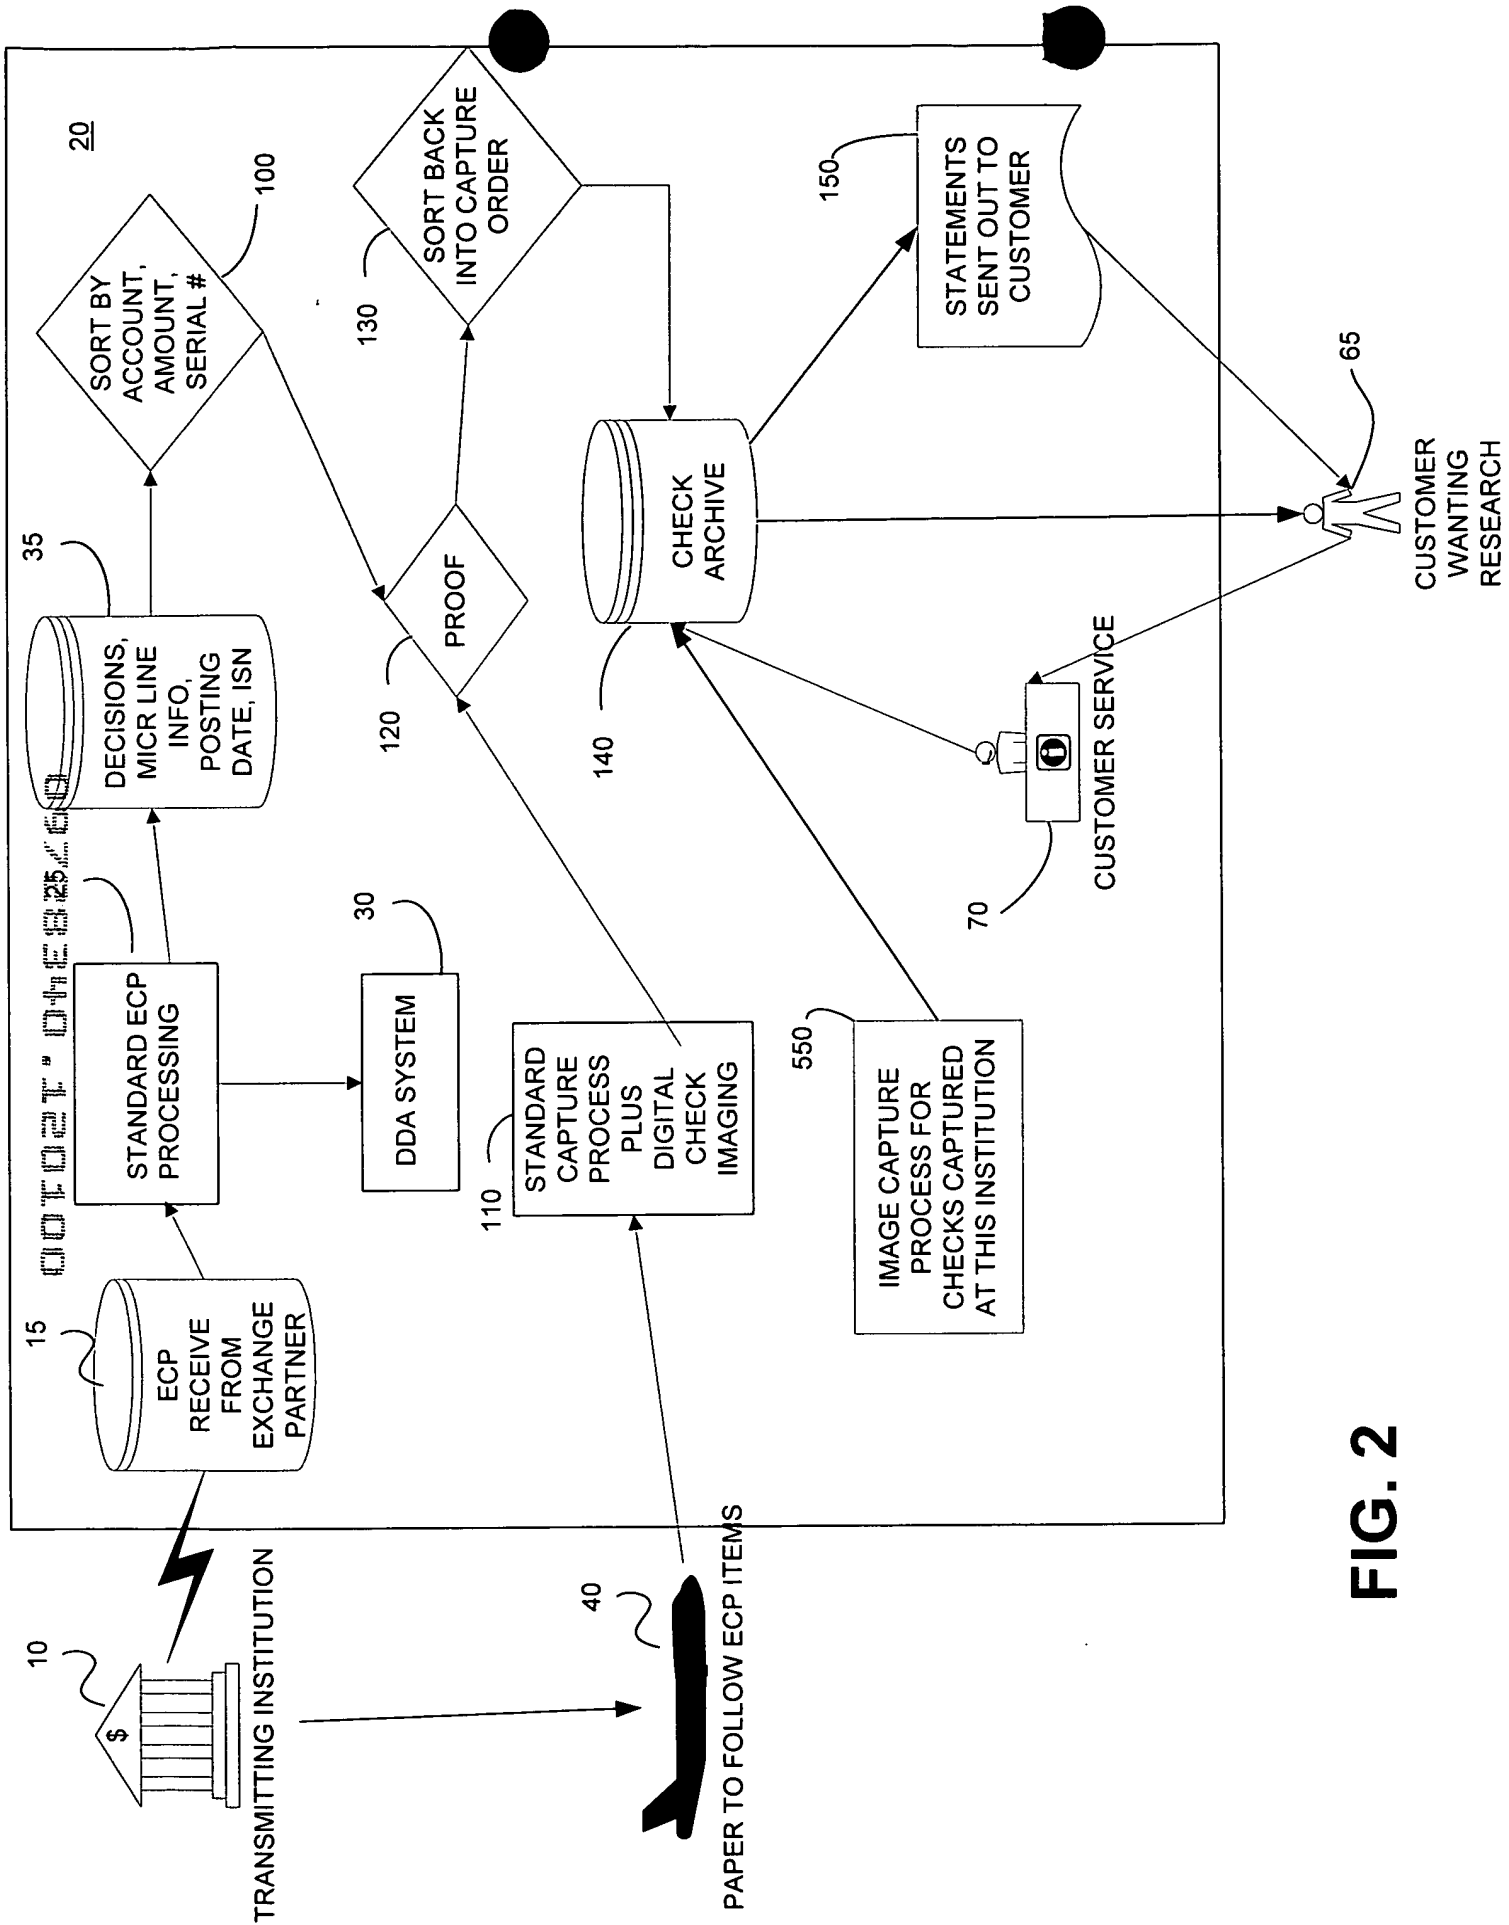 20
10
TRANSMITTING INSTITUTION
15
ECP
RECEIVE
FROM
EXCHANGE
PARTNER
25
STANDARD ECP
PROCESSING
35
DECISIONS,
MICR LINE
INFO,
POSTING
DATE, ISN
100
SORT BY
ACCOUNT,
AMOUNT,
SERIAL #
30
DDA SYSTEM
40
PAPER TO FOLLOW ECP ITEMS
110
STANDARD
CAPTURE
PROCESS
PLUS
DIGITAL
CHECK
IMAGING
120
PROOF
130
SORT BACK
INTO CAPTURE
ORDER
140
CHECK
ARCHIVE
150
STATEMENTS
SENT OUT TO
CUSTOMER
550
IMAGE CAPTURE
PROCESS FOR
CHECKS CAPTURED
AT THIS INSTITUTION
70
CUSTOMER SERVICE
65
CUSTOMER
WANTING
RESEARCH
FIG. 2